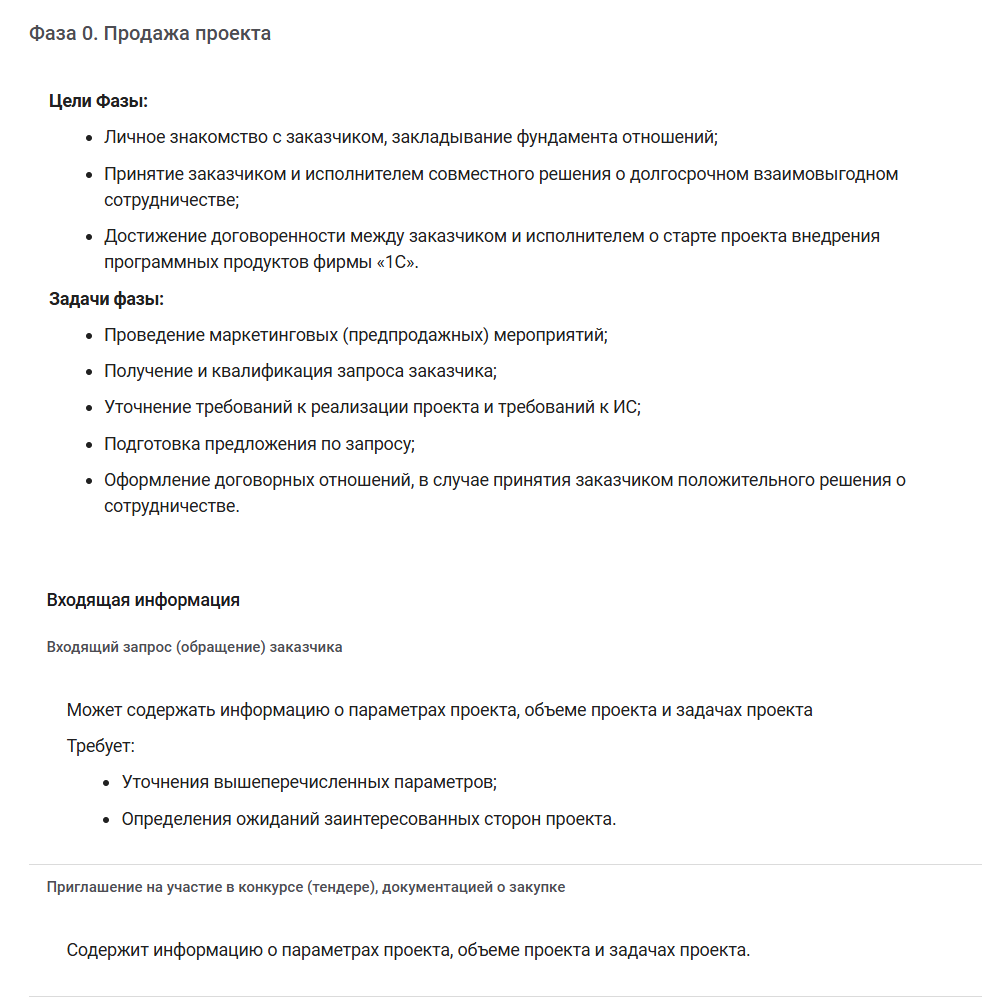 Фаза 0. Продажа проекта
Цели Фазы:
• Личное знакомство с заказчиком, закладывание фундамента отношений;
• Принятие заказчиком и исполнителем совместного решения о долгосрочном взаимовыгодном
сотрудничестве;
• Достижение договоренности между заказчиком и исполнителем о старте проекта внедрения
программных продуктов фирмы «1С».
Задачи фазы:
• Проведение маркетинговых (предпродажных) мероприятий;
• Получение и квалификация запроса заказчика;
• Уточнение требований к реализации проекта и требований к ИС;
• Подготовка предложения по запросу;
• Оформление договорных отношений, в случае принятия заказчиком положительного решения о
сотрудничестве.
Входящая информация
Входящий запрос (обращение) заказчика
Может содержать информацию о параметрах проекта, объеме проекта и задачах проекта
Требует:
• Уточнения вышеперечисленных параметров;
• Определения ожиданий заинтересованных сторон проекта.
Приглашение на участие в конкурсе (тендере), документацией о закупке
Содержит информацию о параметрах проекта, объеме проекта и задачах проекта.